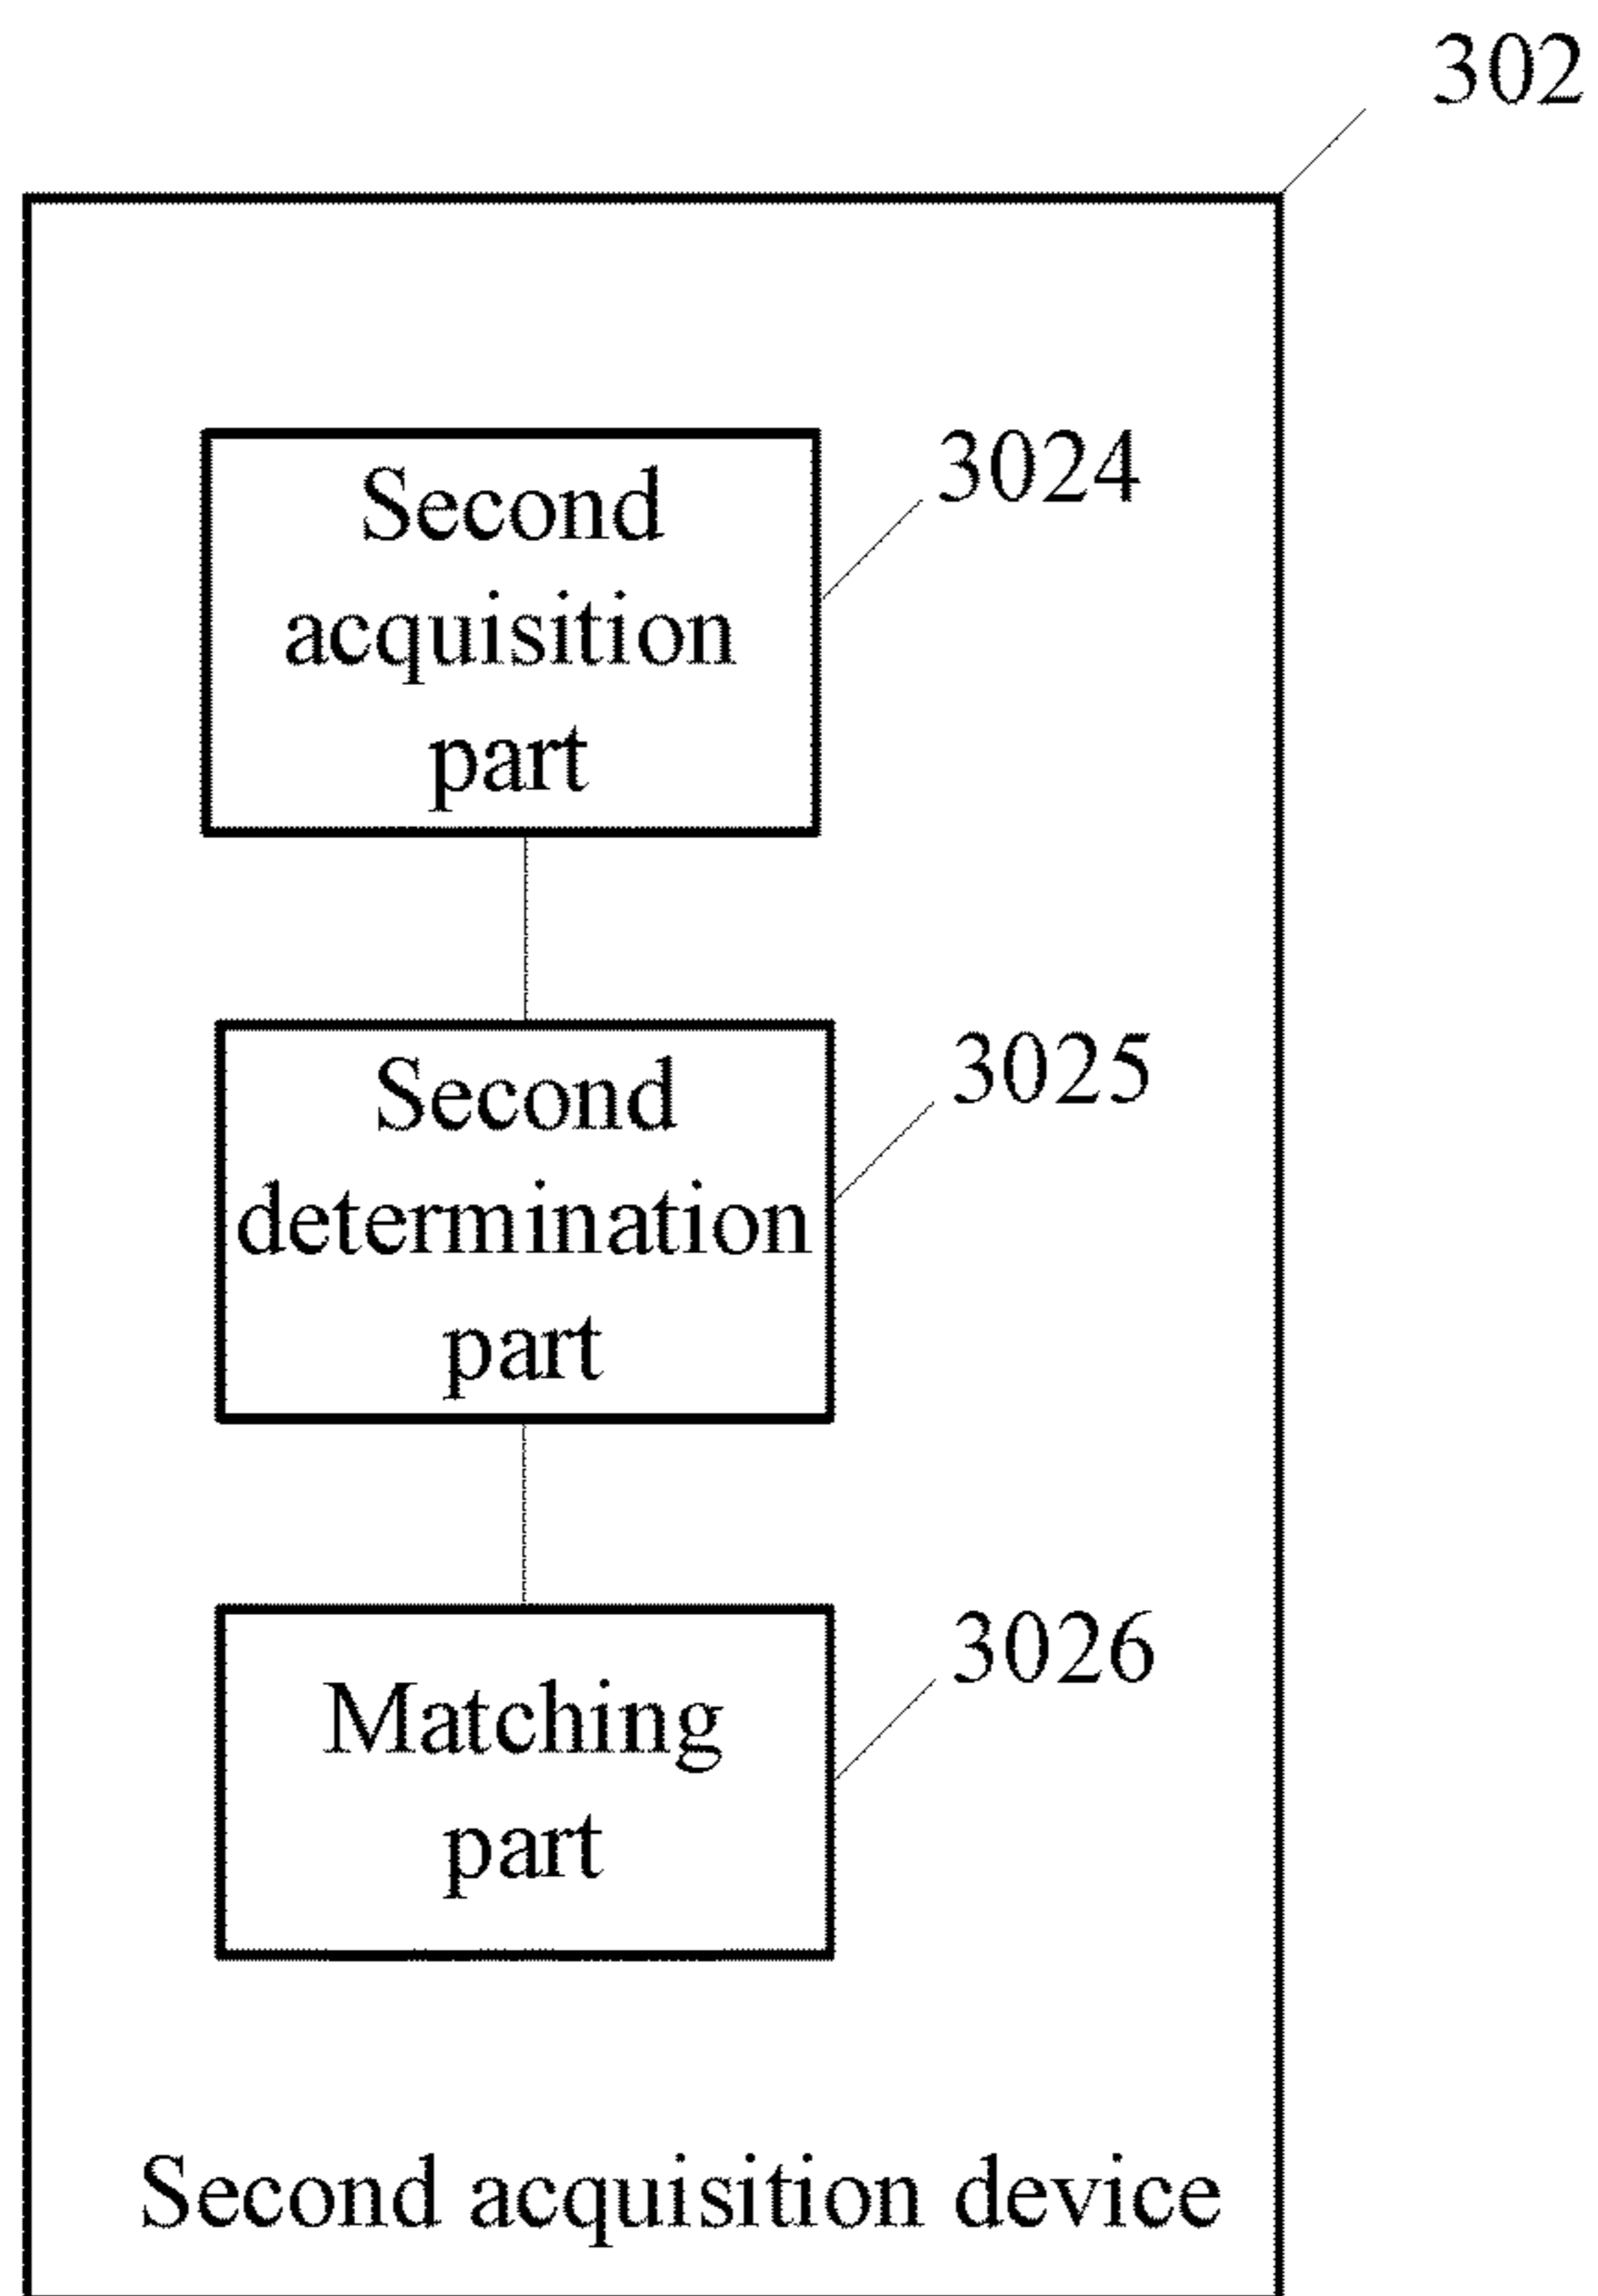 302
Second
acquisition
part
3024
Second
determination
part
3025
Matching
part
3026
Second acquisition device